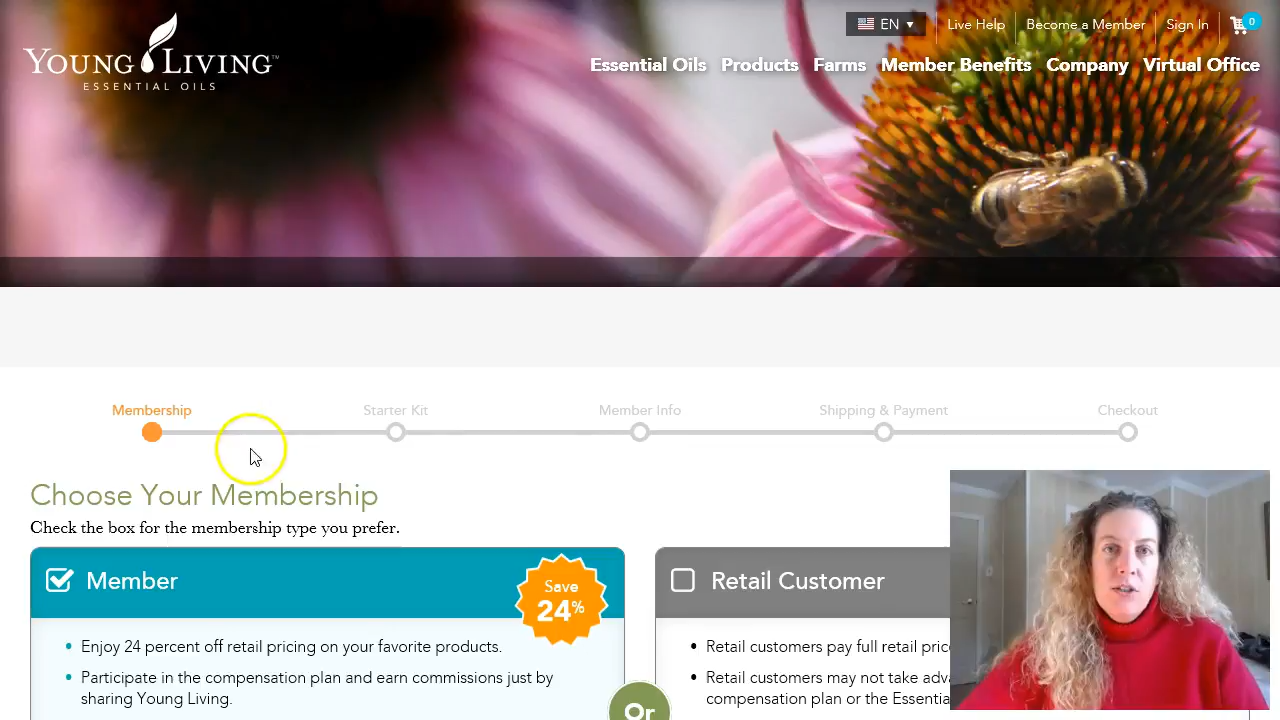 EN ▼
Live Help
Become a Member
Sign In
0
YOUNG LIVING™
ESSENTIAL OILS
Essential Oils
Products
Farms
Member Benefits
Company
Virtual Office
Membership
Starter Kit
Member Info
Shipping & Payment
Checkout
Choose Your Membership
Check the box for the membership type you prefer.
Member
Save
24%
• Enjoy 24 percent off retail pricing on your favorite products.
• Participate in the compensation plan and earn commissions just by
sharing Young Living.
Or
Retail Customer
• Retail customers pay full retail pric
• Retail customers may not take adva
compensation plan or the Essentia